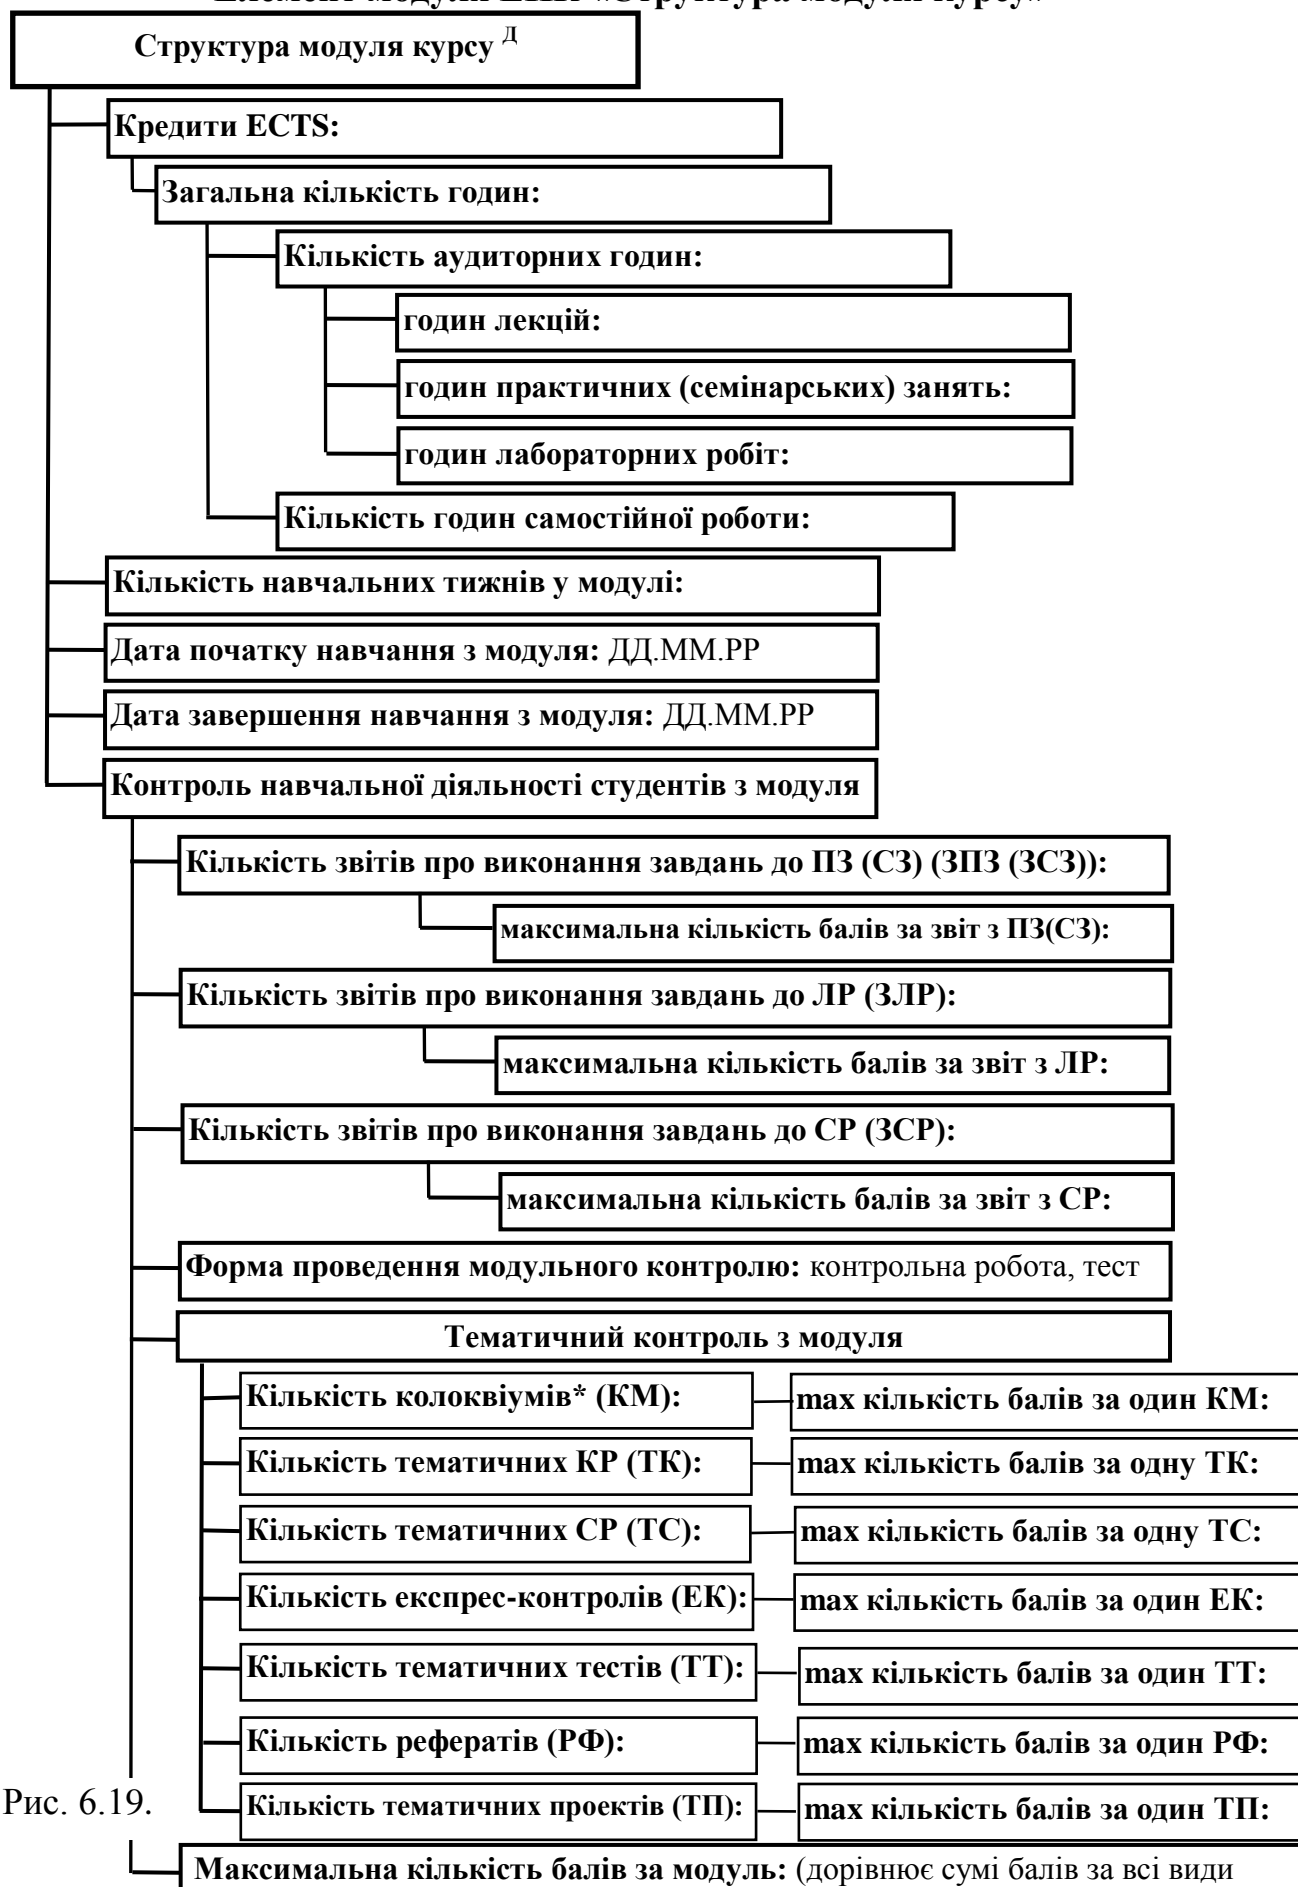 Структура модуля курсу Д
Кредити ECTS:
Загальна кількість годин:
Кількість аудиторних годин:
годин лекцій:
годин практичних (семінарських) занять:
годин лабораторних робіт:
Кількість годин самостійної роботи:
Кількість навчальних тижнів у модулі:
Дата початку навчання з модуля: ДД.ММ.РР
Дата завершення навчання з модуля: ДД.ММ.РР
Контроль навчальної діяльності студентів з модуля
Кількість звітів про виконання завдань до ПЗ (СЗ) (ЗПЗ (ЗСЗ)):
максимальна кількість балів за звіт з ПЗ(СЗ):
Кількість звітів про виконання завдань до ЛР (ЗЛР):
максимальна кількість балів за звіт з ЛР:
Кількість звітів про виконання завдань до СР (ЗСР):
максимальна кількість балів за звіт з СР:
Форма проведення модульного контролю: контрольна робота, тест
Тематичний контроль з модуля
Кількість колоквіумів* (КМ): max кількість балів за один КМ:
Кількість тематичних КР (ТК): max кількість балів за одну ТК:
Кількість тематичних СР (ТС): max кількість балів за одну ТС:
Кількість експрес-контролів (ЕК): max кількість балів за один ЕК:
Кількість тематичних тестів (ТТ): max кількість балів за один ТТ:
Кількість рефератів (РФ): max кількість балів за один РФ:
Рис. 6.19. Кількість тематичних проектів (ТП): max кількість балів за один ТП:
Максимальна кількість балів за модуль: (дорівнює сумі балів за всі види